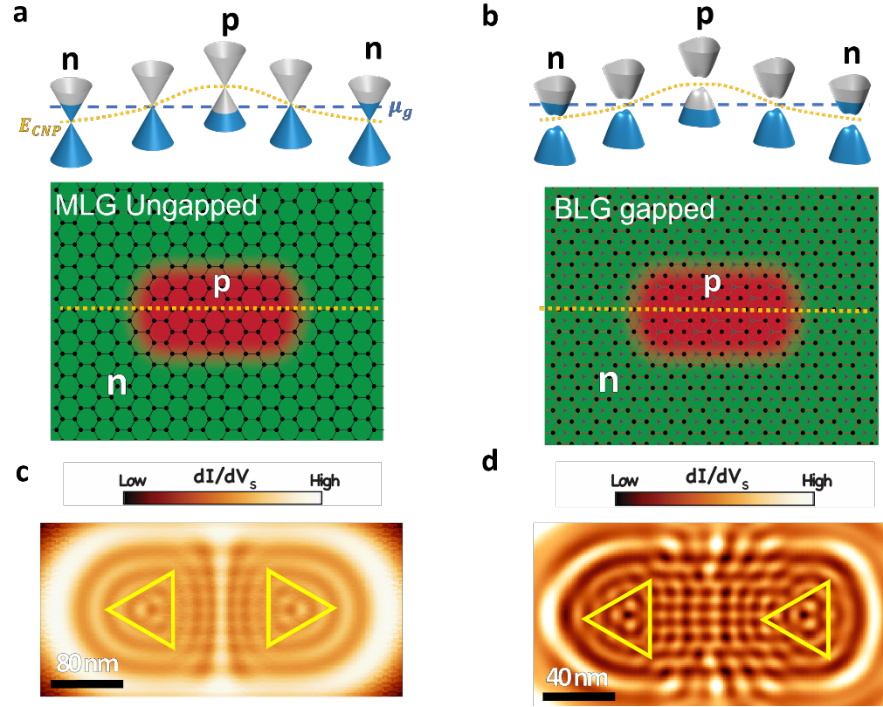 a
n
p
n
E_CNP
μ_g
MLG Ungapped
p
n
b
n
p
n
BLG gapped
p
n
c
dI/dV_s
Low
High
80 nm
d
dI/dV_s
Low
High
40 nm